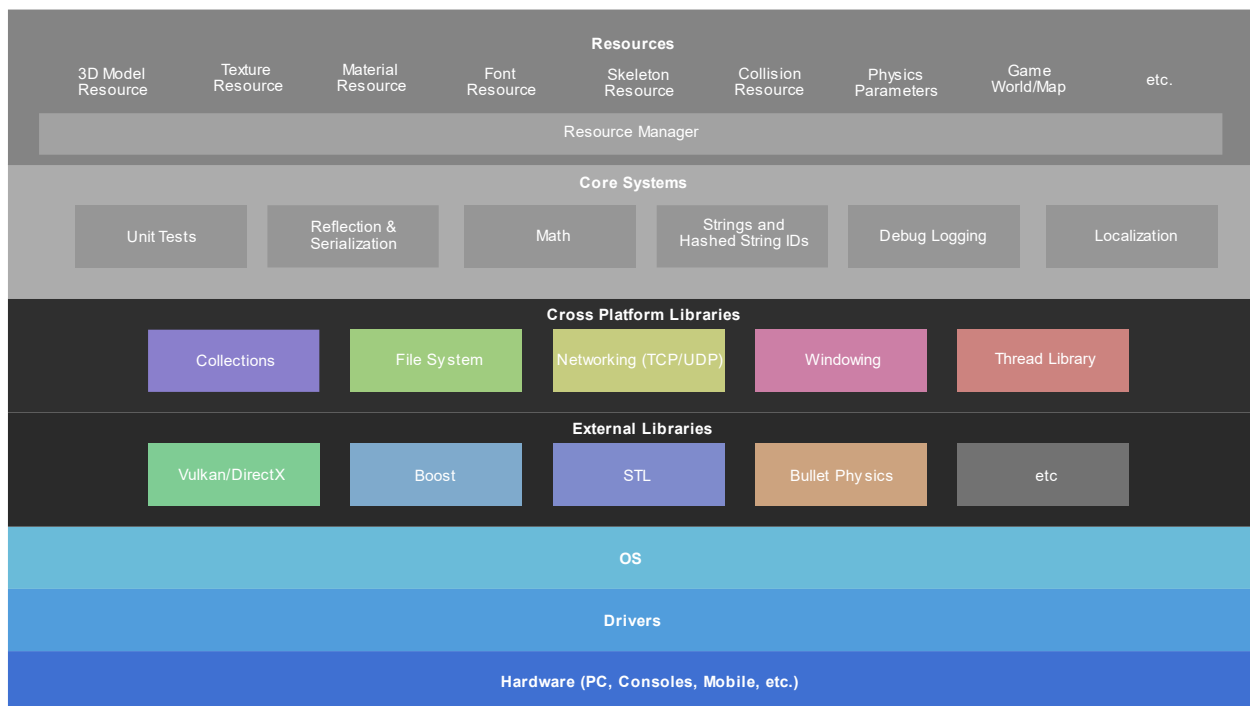 Resources
3D Model
Resource
Texture
Resource
Material
Resource
Font
Resource
Skeleton
Resource
Collision
Resource
Physics
Parameters
Game
World/Map
etc.
Resource Manager
Core Systems
Unit Tests
Reflection &
Serialization
Math
Strings and
Hashed String IDs
Debug Logging
Localization
Cross Platform Libraries
Collections
File System
Networking (TCP/UDP)
Windowing
Thread Library
External Libraries
Vulkan/DirectX
Boost
STL
Bullet Physics
etc
OS
Drivers
Hardware (PC, Consoles, Mobile, etc.)